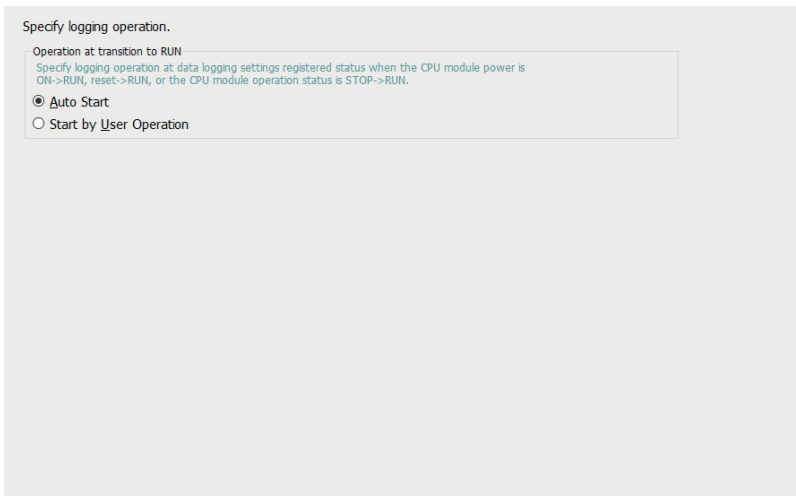 Specify logging operation.
Operation at transition to RUN
Specify logging operation at data logging settings registered status when the CPU module power is
ON->RUN, reset->RUN, or the CPU module operation status is STOP->RUN.
Auto Start
Start by User Operation